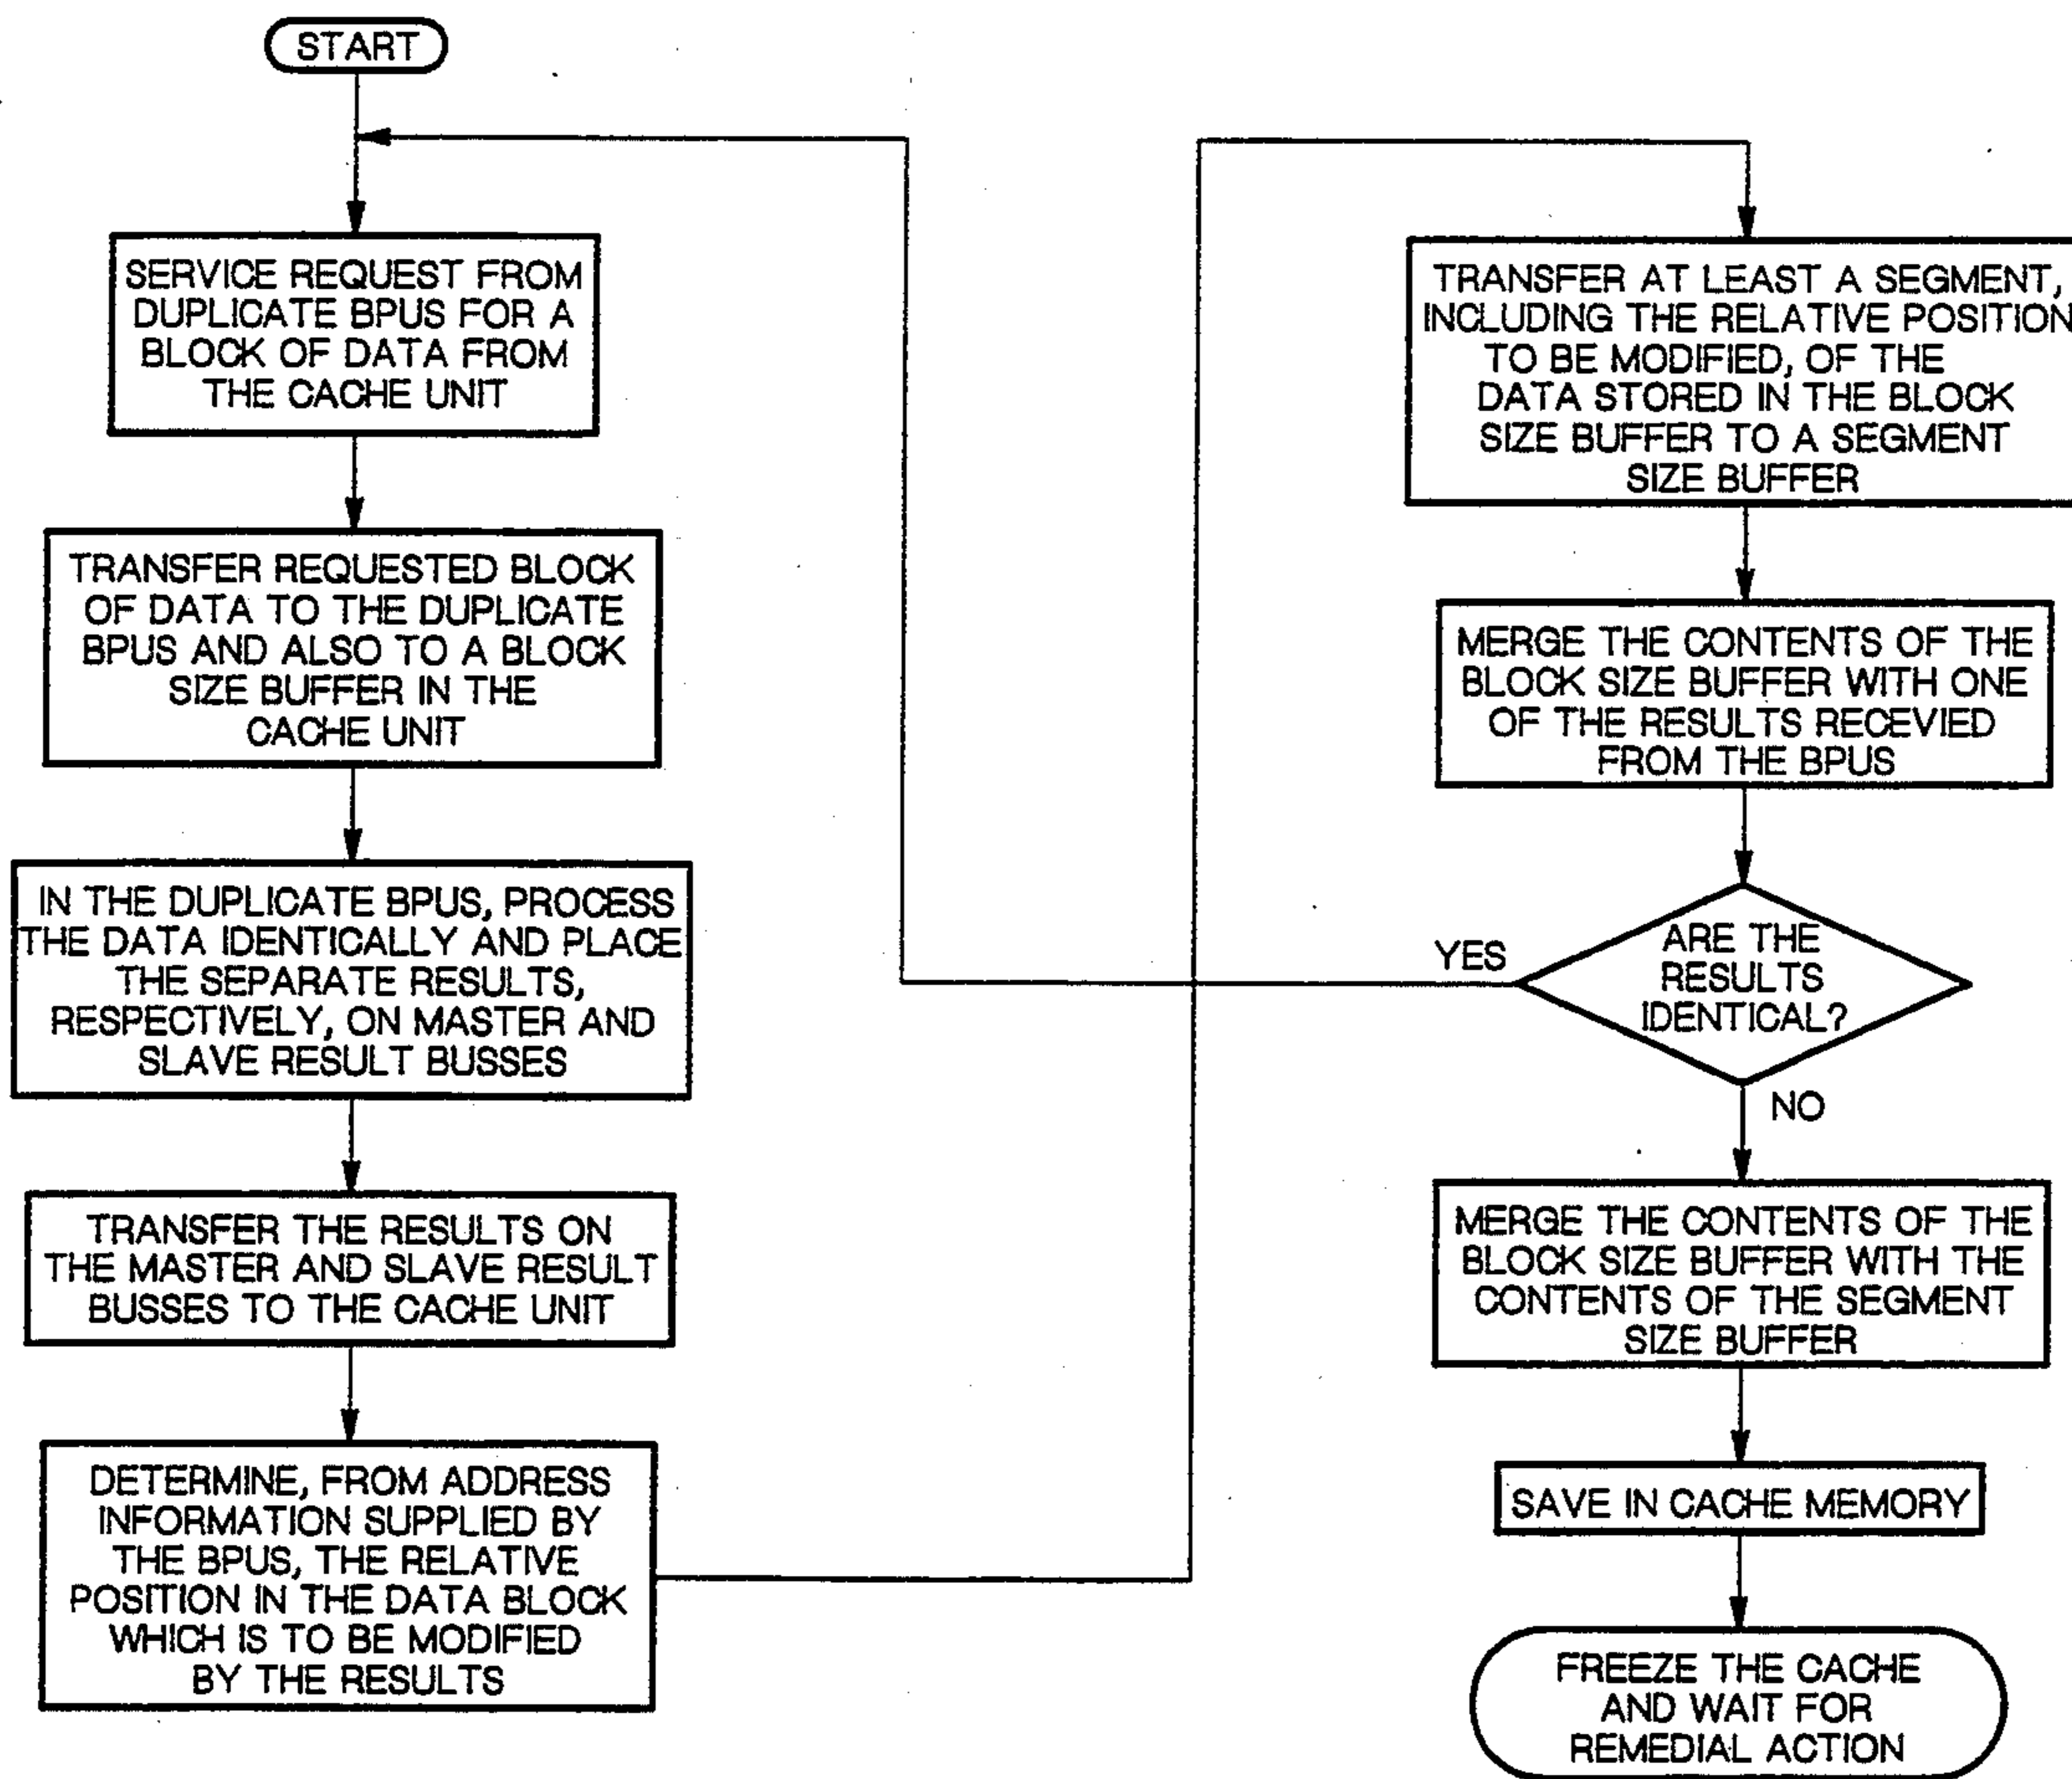 START
SERVICE REQUEST FROM
DUPLICATE BPUS FOR A
BLOCK OF DATA FROM
THE CACHE UNIT
TRANSFER REQUESTED BLOCK
OF DATA TO THE DUPLICATE
BPUS AND ALSO TO A BLOCK
SIZE BUFFER IN THE
CACHE UNIT
IN THE DUPLICATE BPUS, PROCESS
THE DATA IDENTICALLY AND PLACE
THE SEPARATE RESULTS,
RESPECTIVELY, ON MASTER AND
SLAVE RESULT BUSSES
TRANSFER THE RESULTS ON
THE MASTER AND SLAVE RESULT
BUSSES TO THE CACHE UNIT
DETERMINE, FROM ADDRESS
INFORMATION SUPPLIED BY
THE BPUS, THE RELATIVE
POSITION IN THE DATA BLOCK
WHICH IS TO BE MODIFIED
BY THE RESULTS
TRANSFER AT LEAST A SEGMENT,
INCLUDING THE RELATIVE POSITION
TO BE MODIFIED, OF THE
DATA STORED IN THE BLOCK
SIZE BUFFER TO A SEGMENT
SIZE BUFFER
MERGE THE CONTENTS OF THE
BLOCK SIZE BUFFER WITH ONE
OF THE RESULTS RECEVIED
FROM THE BPUS
ARE THE
RESULTS
IDENTICAL?
YES
NO
MERGE THE CONTENTS OF THE
BLOCK SIZE BUFFER WITH THE
CONTENTS OF THE SEGMENT
SIZE BUFFER
SAVE IN CACHE MEMORY
FREEZE THE CACHE
AND WAIT FOR
REMEDIAL ACTION